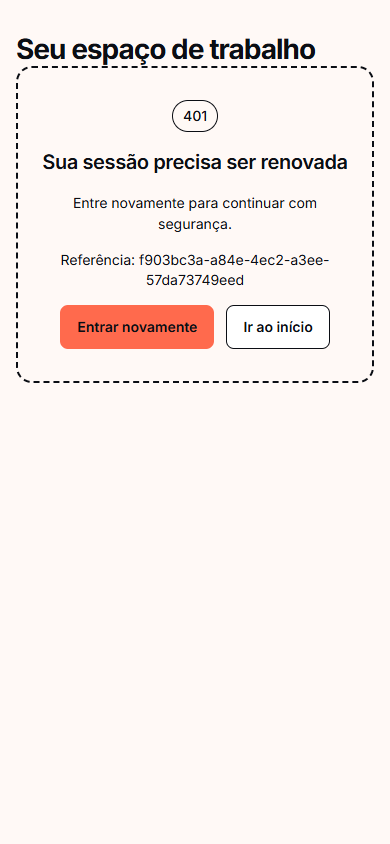 Seu espaço de trabalho
401
Sua sessão precisa ser renovada
Entre novamente para continuar com
segurança.
Referência: f903bc3a-a84e-4ec2-a3ee-
57da73749eed
Entrar novamente
Ir ao início